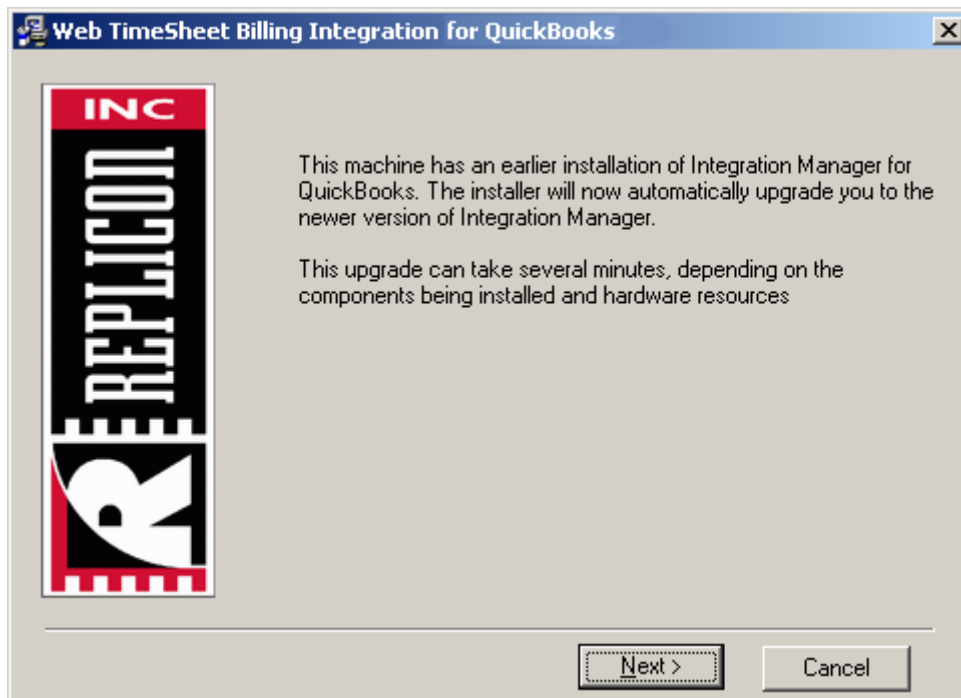 Web TimeSheet Billing Integration for QuickBooks
INC
REPLICON
R
This machine has an earlier installation of Integration Manager for
QuickBooks. The installer will now automatically upgrade you to the
newer version of Integration Manager.
This upgrade can take several minutes, depending on the
components being installed and hardware resources
Next >
Cancel